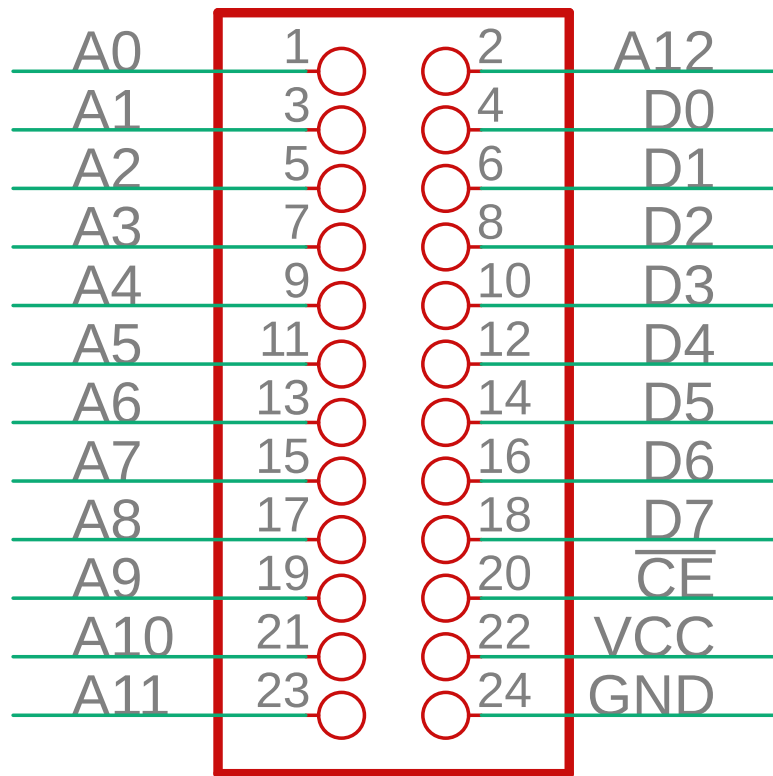 A0 1 2 A12
A1 3 4 D0
A2 5 6 D1
A3 7 8 D2
A4 9 10 D3
A5 11 12 D4
A6 13 14 D5
A7 15 16 D6
A8 17 18 D7
A9 19 20 C̅E̅
A10 21 22 VCC
A11 23 24 GND